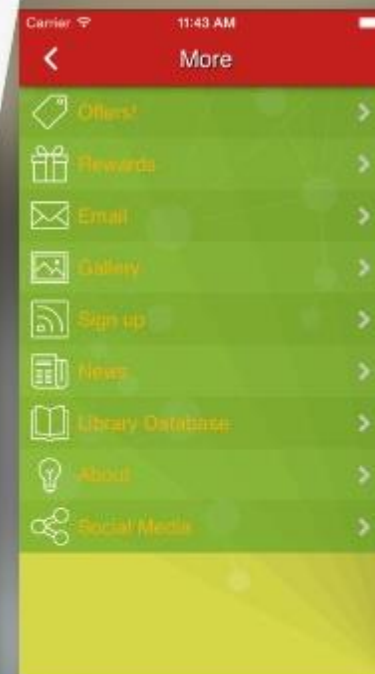 Carrier 11:43 AM
More
Offers!
Rewards
Email
Gallery
Sign up
News
Library Database
About
Social Media